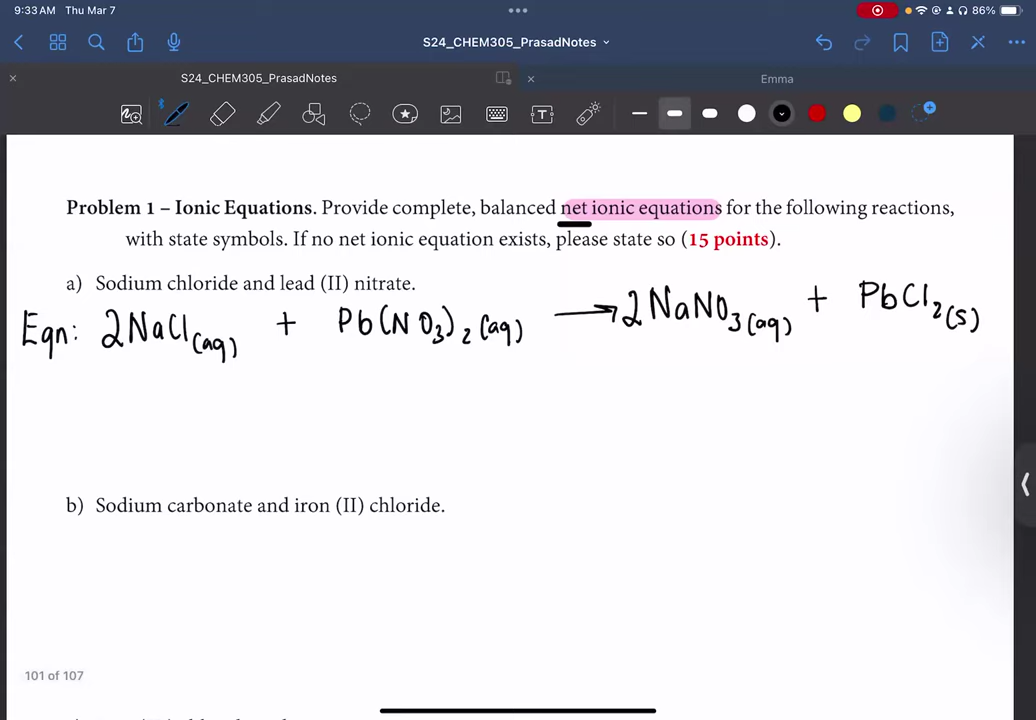 9:33 AM Thu Mar 7
86%
S24_CHEM305_PrasadNotes
S24_CHEM305_PrasadNotes
Emma
Problem 1 – Ionic Equations. Provide complete, balanced net ionic equations for the following reactions,
with state symbols. If no net ionic equation exists, please state so (15 points).
a) Sodium chloride and lead (II) nitrate.
Eqn: 2NaCl(aq) + Pb(NO3)2(aq) → 2NaNO3(aq) + PbCl2(s)
b) Sodium carbonate and iron (II) chloride.
101 of 107